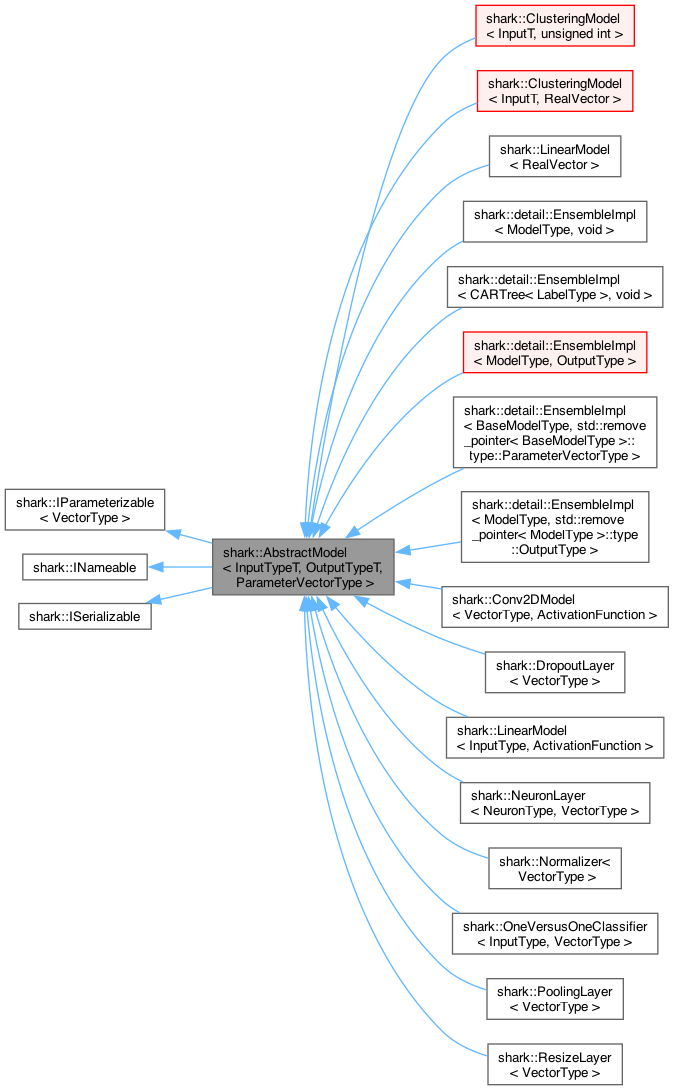 shark::ClusteringModel
< InputT, unsigned int >
shark::ClusteringModel
< InputT, RealVector >
shark::LinearModel
< RealVector >
shark::detail::EnsembleImpl
< ModelType, void >
shark::detail::EnsembleImpl
< CARTree< LabelType >, void >
shark::detail::EnsembleImpl
< ModelType, OutputType >
shark::detail::EnsembleImpl
< BaseModelType, std::remove
_pointer< BaseModelType >::
type::ParameterVectorType >
shark::detail::EnsembleImpl
< ModelType, std::remove
_pointer< ModelType >::type
::OutputType >
shark::IParameterizable
< VectorType >
shark::INameable
shark::ISerializable
shark::AbstractModel
< InputTypeT, OutputTypeT,
ParameterVectorType >
shark::Conv2DModel
< VectorType, ActivationFunction >
shark::DropoutLayer
< VectorType >
shark::LinearModel
< InputType, ActivationFunction >
shark::NeuronLayer
< NeuronType, VectorType >
shark::Normalizer<
VectorType >
shark::OneVersusOneClassifier
< InputType, VectorType >
shark::PoolingLayer
< VectorType >
shark::ResizeLayer
< VectorType >